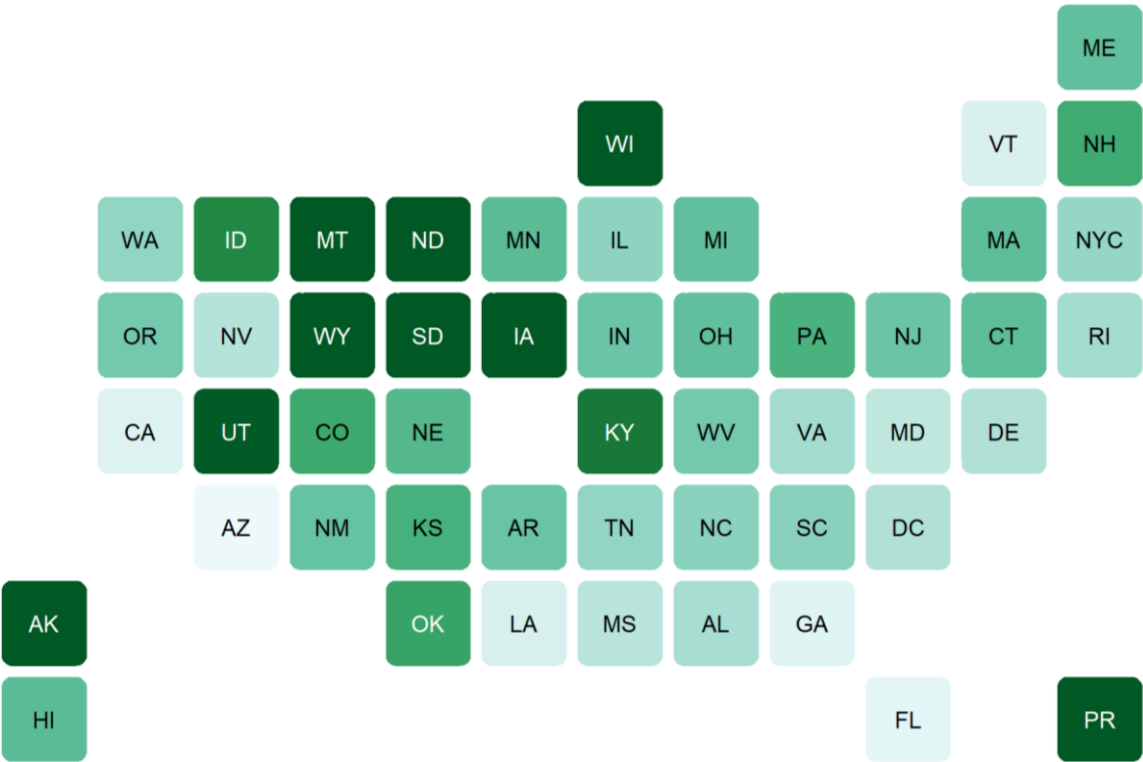 ME
WI VT NH
WA ID MT ND MN IL MI MA NYC
OR NV WY SD IA IN OH PA NJ CT RI
CA UT CO NE KY WV VA MD DE
AZ NM KS AR TN NC SC DC
AK OK LA MS AL GA
HI FL PR